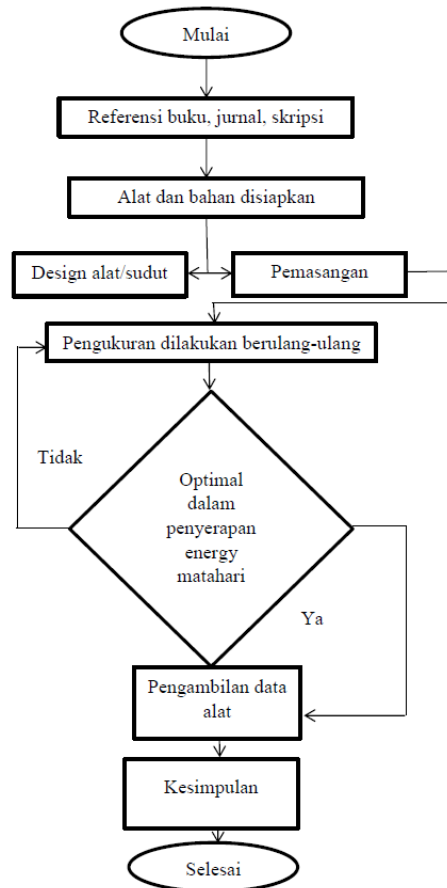 Mulai
Referensi buku, jurnal, skripsi
Alat dan bahan disiapkan
Design alat/sudut
Pemasangan
Pengukuran dilakukan berulang-ulang
Tidak
Optimal
dalam
penyerapan
energy
matahari
Ya
Pengambilan data
alat
Kesimpulan
Selesai